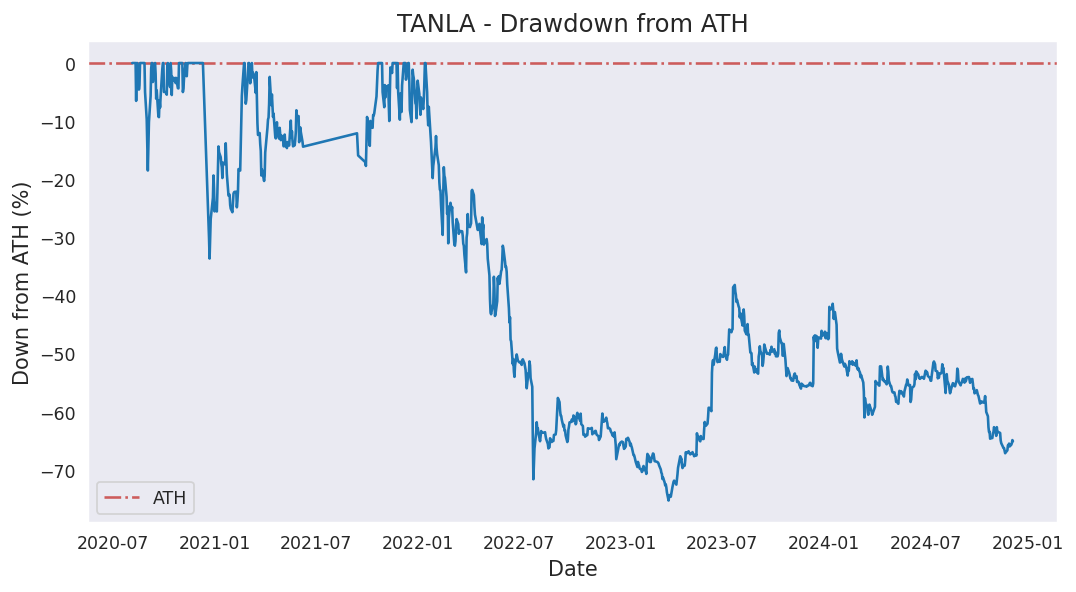 TANLA - Drawdown from ATH
Down from ATH (%)
0
−10
−20
−30
−40
−50
−60
−70
ATH
2020-07 2021-01 2021-07 2022-01 2022-07 2023-01 2023-07 2024-01 2024-07 2025-01
Date